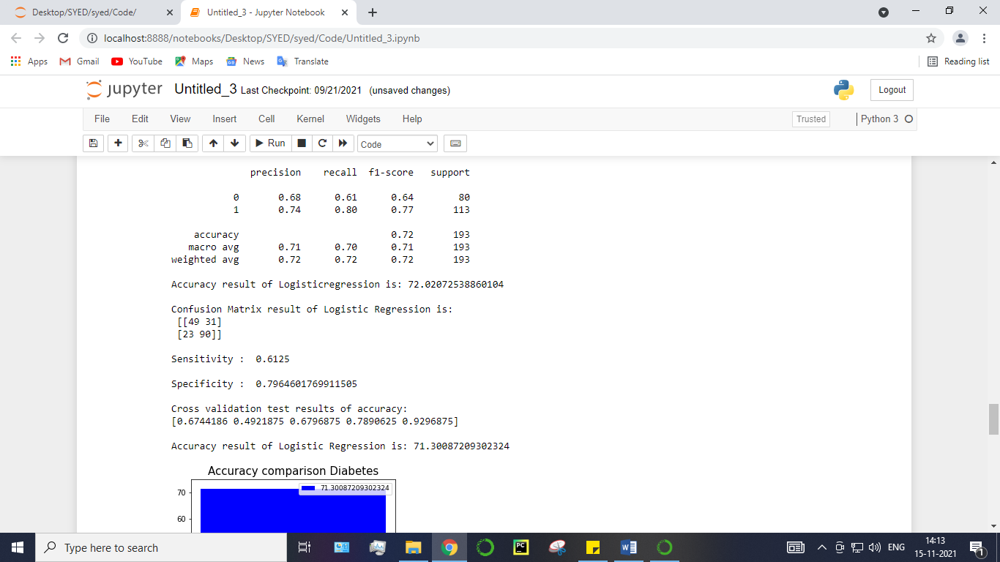 Desktop/SYED/syed/Code/
Untitled_3 - Jupyter Notebook
localhost:8888/notebooks/Desktop/SYED/syed/Code/Untitled_3.ipynb
Apps Gmail YouTube Maps News Translate Reading list
jupyter Untitled_3 Last Checkpoint: 09/21/2021 (unsaved changes) Logout
File Edit View Insert Cell Kernel Widgets Help Trusted Python 3
Run Code
precision recall f1-score support
0 0.68 0.61 0.64 80
1 0.74 0.80 0.77 113
accuracy 0.72 193
macro avg 0.71 0.70 0.71 193
weighted avg 0.72 0.72 0.72 193
Accuracy result of Logisticregression is: 72.02072538860104
Confusion Matrix result of Logistic Regression is:
[[49 31]
[23 90]]
Sensitivity : 0.6125
Specificity : 0.7964601769911505
Cross validation test results of accuracy:
[0.6744186 0.4921875 0.6796875 0.7890625 0.9296875]
Accuracy result of Logistic Regression is: 71.30087209302324
Accuracy comparison Diabetes
71.30087209302324
70
60
Type here to search
PC
ENG
14:13
15-11-2021
1